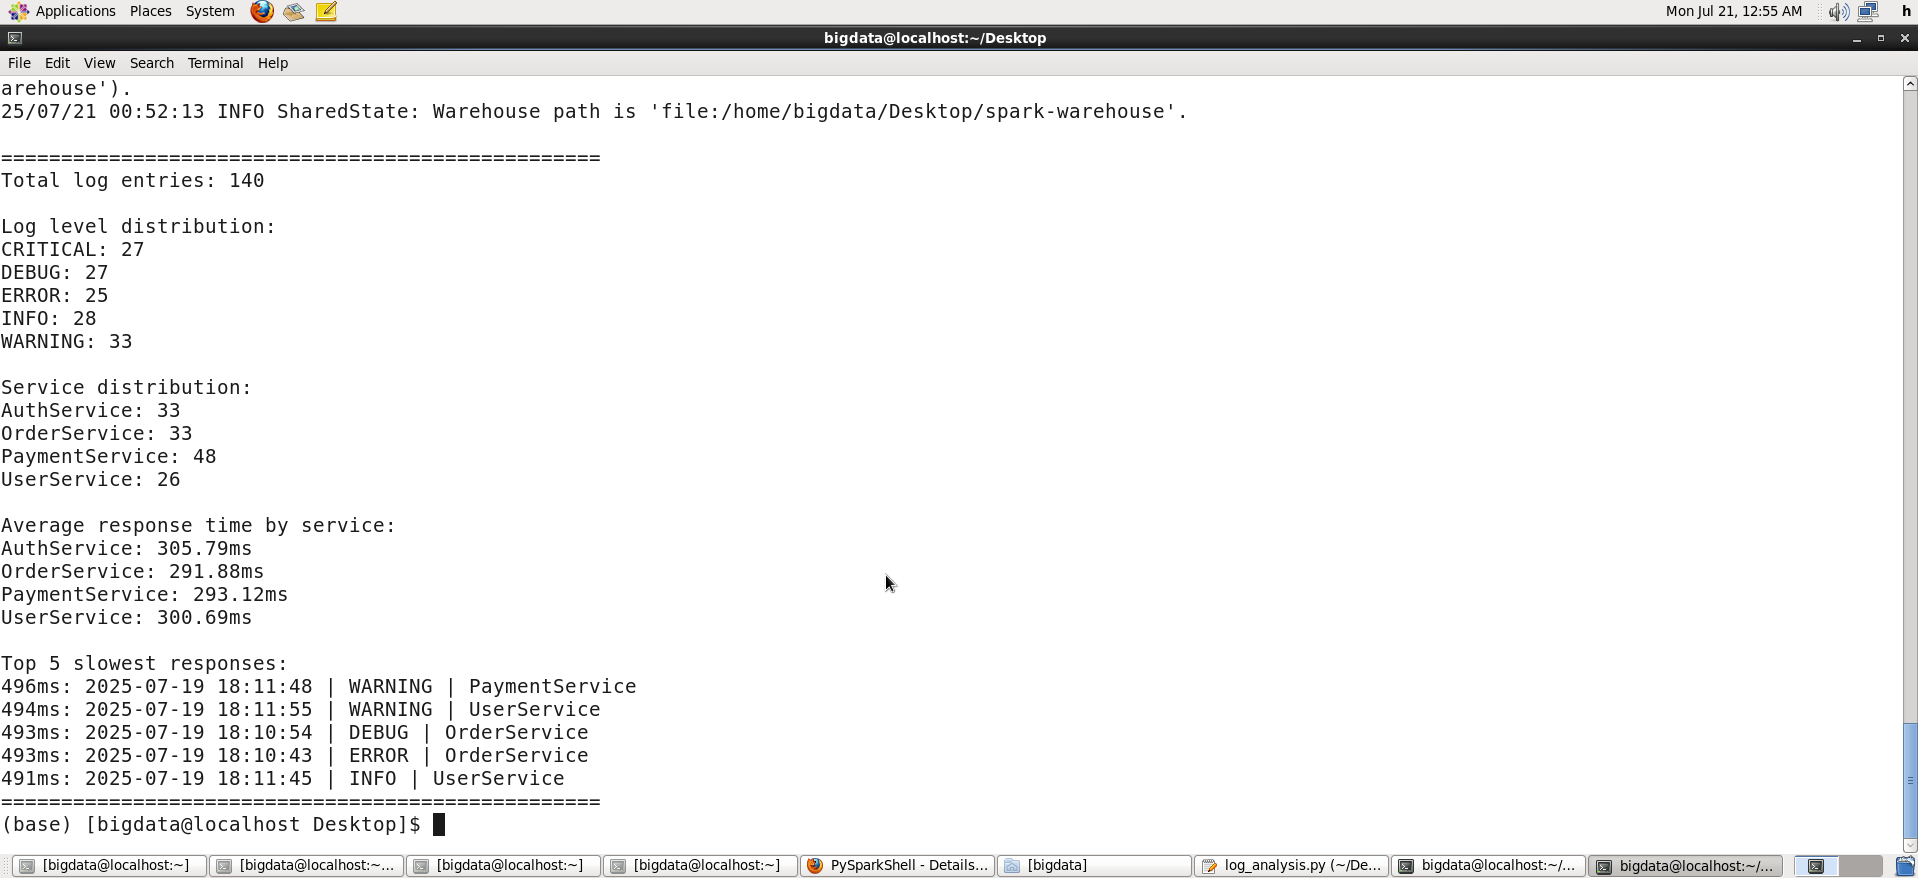 Applications Places System Mon Jul 21, 12:55 AM h
bigdata@localhost:~/Desktop
File Edit View Search Terminal Help
arehouse').
25/07/21 00:52:13 INFO SharedState: Warehouse path is 'file:/home/bigdata/Desktop/spark-warehouse'.
==================================================
Total log entries: 140
Log level distribution:
CRITICAL: 27
DEBUG: 27
ERROR: 25
INFO: 28
WARNING: 33
Service distribution:
AuthService: 33
OrderService: 33
PaymentService: 48
UserService: 26
Average response time by service:
AuthService: 305.79ms
OrderService: 291.88ms
PaymentService: 293.12ms
UserService: 300.69ms
Top 5 slowest responses:
496ms: 2025-07-19 18:11:48 | WARNING | PaymentService
494ms: 2025-07-19 18:11:55 | WARNING | UserService
493ms: 2025-07-19 18:10:54 | DEBUG | OrderService
493ms: 2025-07-19 18:10:43 | ERROR | OrderService
491ms: 2025-07-19 18:11:45 | INFO | UserService
==================================================
(base) [bigdata@localhost Desktop]$
[bigdata@localhost:~] [bigdata@localhost:~... [bigdata@localhost:~] [bigdata@localhost:~] PySparkShell - Details... [bigdata] log_analysis.py (~/De... bigdata@localhost:~/... bigdata@localhost:~/...